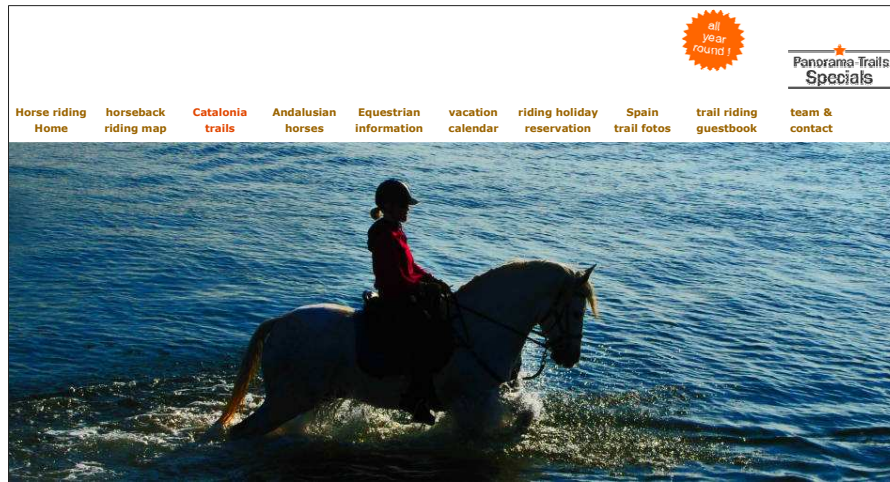 all
year
round !
Panorama-Trails
Specials
Horse riding
Home
horseback
riding map
Catalonia
trails
Andalusian
horses
Equestrian
information
vacation
calendar
riding holiday
reservation
Spain
trail fotos
trail riding
guestbook
team &
contact